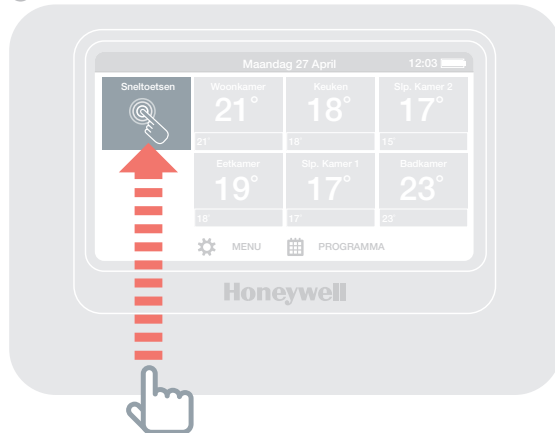 Maandag 27 April 12:03
Sneltoetsen
Woonkamer Keuken Slp. Kamer 2
21° 18° 17°
21° 18° 15°
Eetkamer Slp. Kamer 1 Badkamer
19° 17° 23°
18° 17° 23°
MENU PROGRAMMA
Honeywell